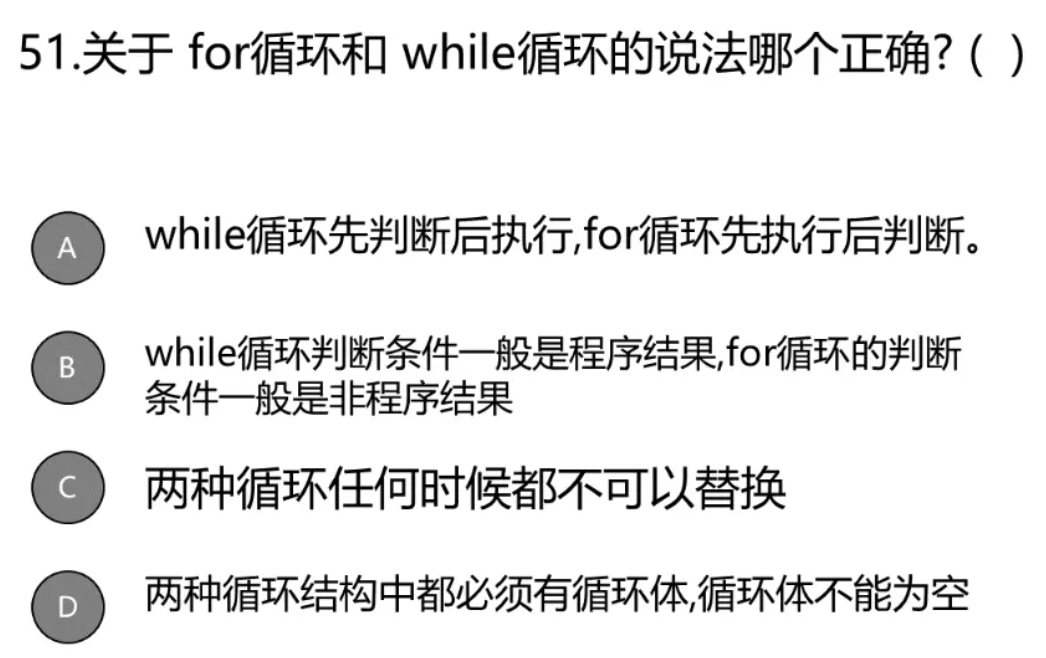 51.关于 for循环和 while循环的说法哪个正确? ( )
A
while循环先判断后执行,for循环先执行后判断。
B
while循环判断条件一般是程序结果,for循环的判断
条件一般是非程序结果
C
两种循环任何时候都不可以替换
D
两种循环结构中都必须有循环体,循环体不能为空